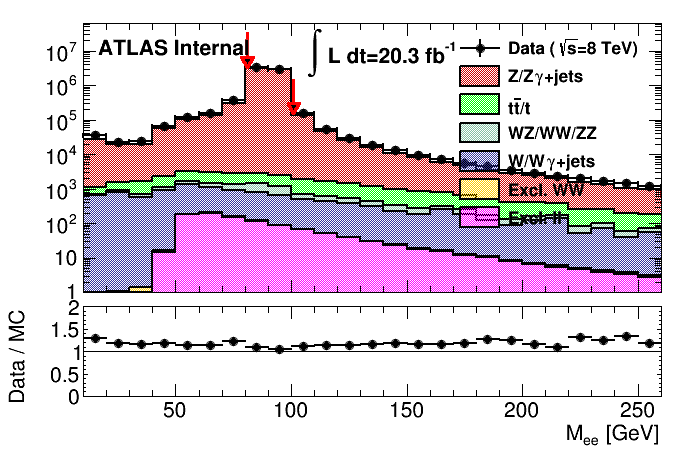 ATLAS Internal
∫ L dt=20.3 fb⁻¹
Data ( √s=8 TeV)
Z/Zγ+jets
tt̄/t
WZ/WW/ZZ
W/Wγ+jets
Excl. WW
Excl. ll
10⁷
10⁶
10⁵
10⁴
10³
10²
10
1
Data / MC
2
1.5
1
0.5
0
50 100 150 200 250
Mₑₑ [GeV]